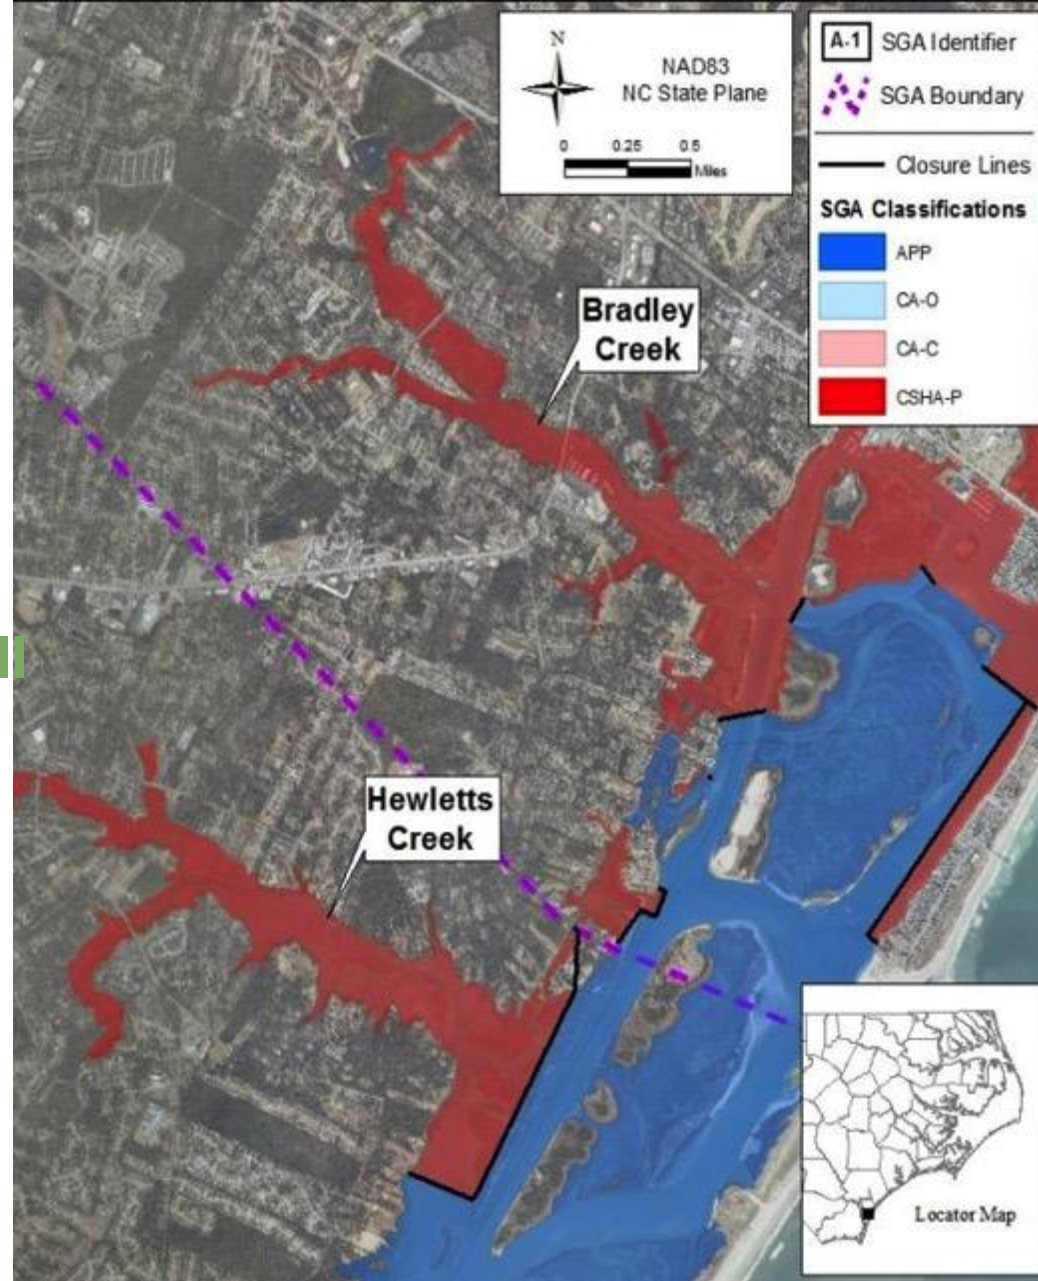 N
NAD83
NC State Plane
0 0.25 0.5
Miles
A-1 SGA Identifier
SGA Boundary
Closure Lines
SGA Classifications
APP
CA-O
CA-C
CSHA-P
Bradley
Creek
Hewletts
Creek
Locator Map